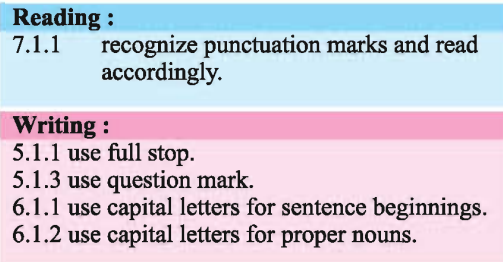 Reading :
7.1.1 recognize punctuation marks and read
accordingly.
Writing :
5.1.1 use full stop.
5.1.3 use question mark.
6.1.1 use capital letters for sentence beginnings.
6.1.2 use capital letters for proper nouns.